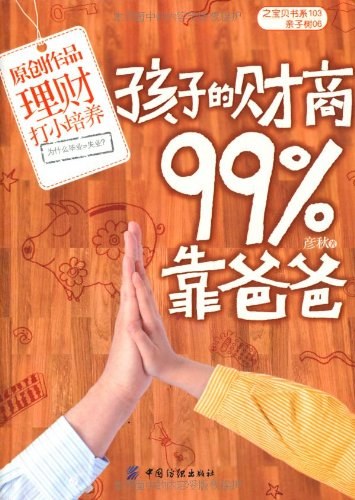 之宝贝书系103
亲子树06
原创作品
理财
打小培养
为什么毕业=失业?
孩子的财商
99%
靠爸爸
彦秋 著
中国纺织出版社